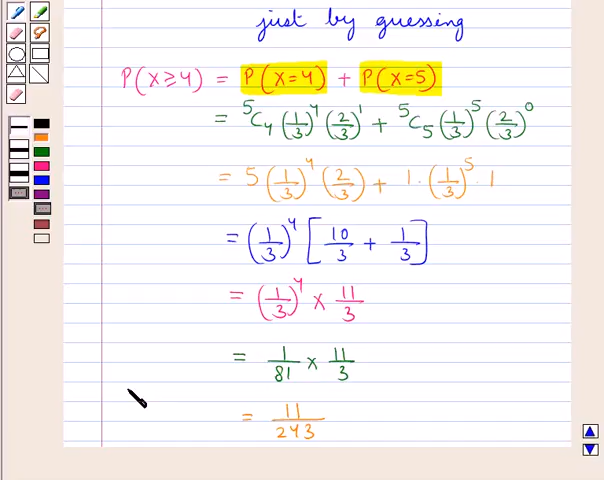 just by guessing
P(X≥4) = P(X=4) + P(X=5)
= ⁵C₄ (1/3)⁴ (2/3)¹ + ⁵C₅ (1/3)⁵ (2/3)⁰
= 5 (1/3)⁴ (2/3) + 1 · (1/3)⁵ · 1
= (1/3)⁴ [10/3 + 1/3]
= (1/3)⁴ × 11/3
= 1/81 × 11/3
= 11/243